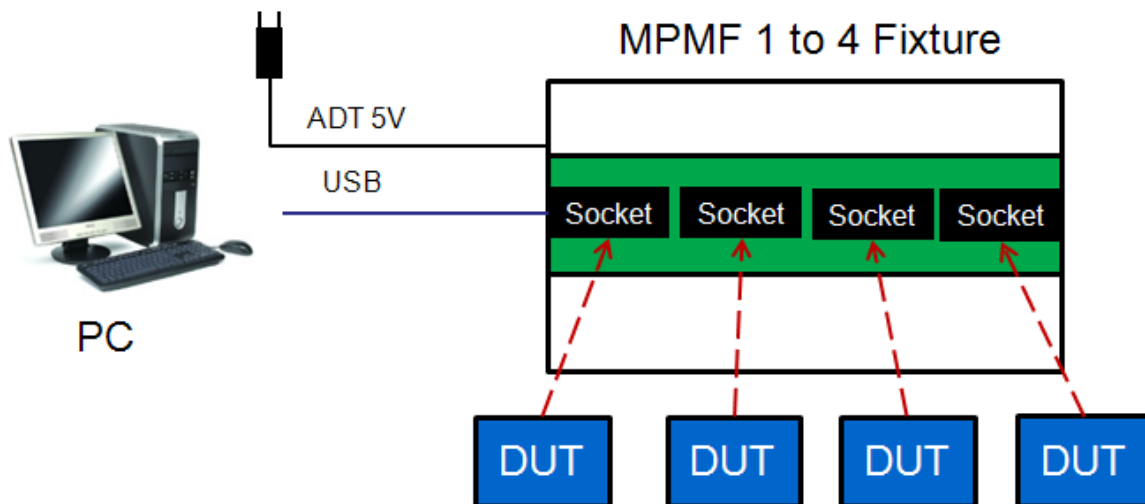 MPMF 1 to 4 Fixture
ADT 5V
USB
Socket Socket Socket Socket
PC
DUT DUT DUT DUT